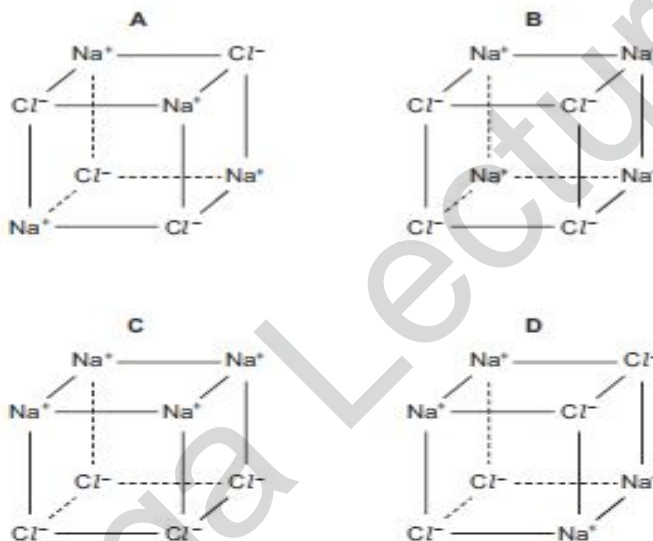 A B
Na⁺ Cl⁻ Na⁺ Na⁺
Cl⁻ Na⁺ Cl⁻ Cl⁻
Cl⁻ Na⁺ Na⁺ Na⁺
Na⁺ Cl⁻ Cl⁻ Cl⁻
C D
Na⁺ Na⁺ Na⁺ Cl⁻
Na⁺ Na⁺ Na⁺ Cl⁻
Cl⁻ Cl⁻ Cl⁻ Na⁺
Cl⁻ Cl⁻ Cl⁻ Na⁺